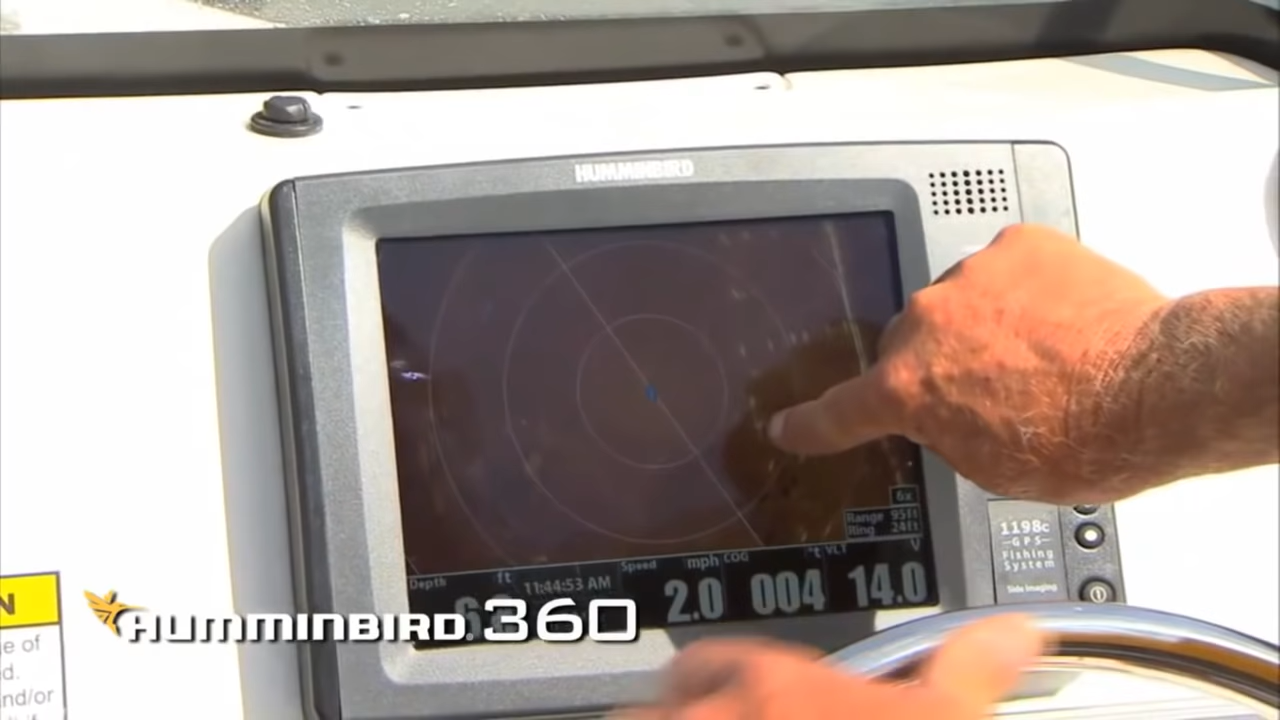 HUMMINBIRD
6x
Range 95Ft
Ring 24Ft
1198c
GPS
Fishing
System
Side Imaging
Depth ft
11:44:53 AM
Speed mph
2.0
COG °t
004
VLT V
14.0
HUMMINBIRD. 360
N
e of
d.
and/or